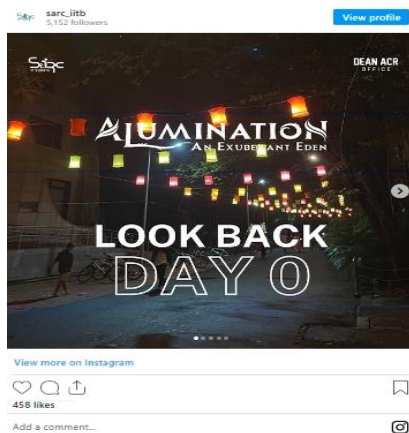 sarc_iitb
5,152 followers
View profile
SARC
DEAN ACR
OFFICE
ALUMINATION
AN EXUBERANT EDEN
LOOK BACK
DAY 0
View more on Instagram
458 likes
Add a comment...